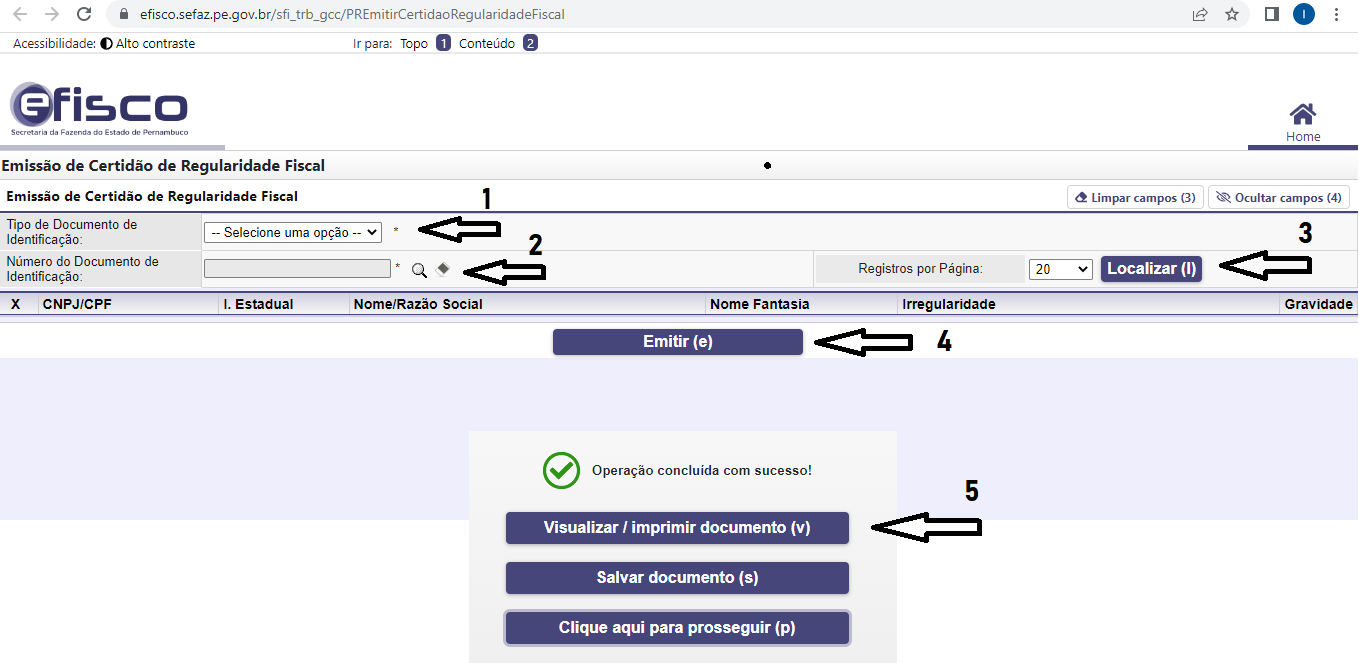 efisco.sefaz.pe.gov.br/sfi_trb_gcc/PREmitirCertidaoRegularidadeFiscal
I
Acessibilidade: Alto contraste Ir para: Topo 1 Conteúdo 2
efisco
Secretaria da Fazenda do Estado de Pernambuco
Home
Emissão de Certidão de Regularidade Fiscal
Emissão de Certidão de Regularidade Fiscal
1
Limpar campos (3) Ocultar campos (4)
Tipo de Documento de
Identificação:
-- Selecione uma opção -- *
2
3
Número do Documento de
Identificação:
*
Registros por Página: 20 Localizar (l)
X CNPJ/CPF I. Estadual Nome/Razão Social Nome Fantasia Irregularidade Gravidade
Emitir (e)
4
Operação concluída com sucesso!
5
Visualizar / imprimir documento (v)
Salvar documento (s)
Clique aqui para prosseguir (p)